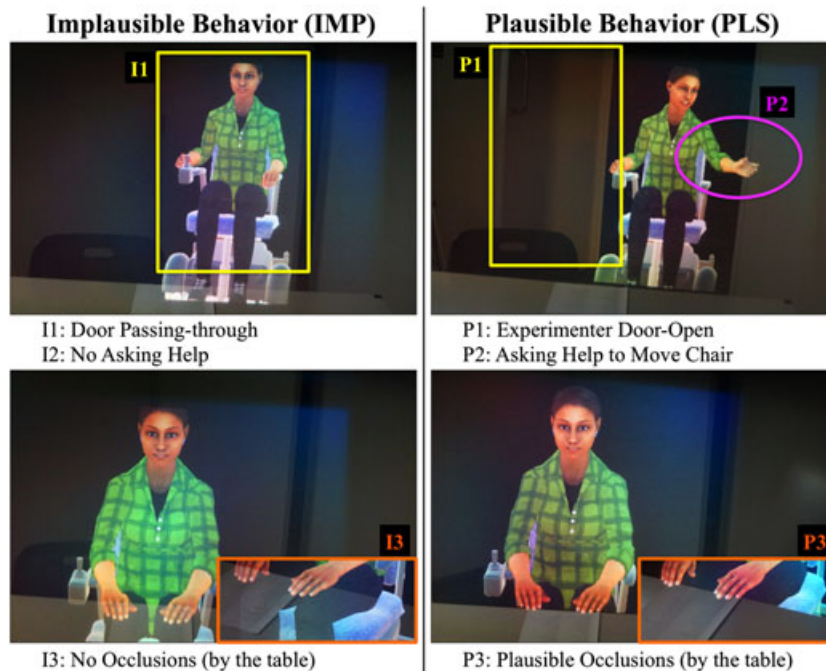 Implausible Behavior (IMP)
Plausible Behavior (PLS)
I1
P1
P2
I1: Door Passing-through
I2: No Asking Help
P1: Experimenter Door-Open
P2: Asking Help to Move Chair
I3
P3
I3: No Occlusions (by the table)
P3: Plausible Occlusions (by the table)